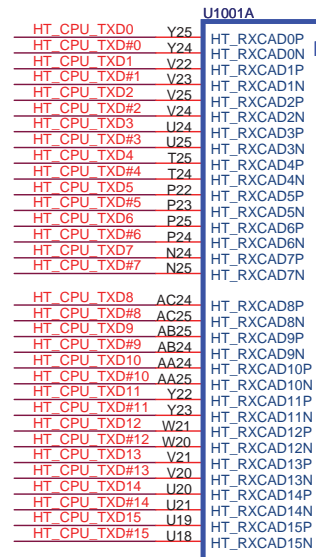 U1001A
HT_CPU_TXD0 Y25 HT_RXCAD0P
HT_CPU_TXD#0 Y24 HT_RXCAD0N
HT_CPU_TXD1 V22 HT_RXCAD1P
HT_CPU_TXD#1 V23 HT_RXCAD1N
HT_CPU_TXD2 V25 HT_RXCAD2P
HT_CPU_TXD#2 V24 HT_RXCAD2N
HT_CPU_TXD3 U24 HT_RXCAD3P
HT_CPU_TXD#3 U25 HT_RXCAD3N
HT_CPU_TXD4 T25 HT_RXCAD4P
HT_CPU_TXD#4 T24 HT_RXCAD4N
HT_CPU_TXD5 P22 HT_RXCAD5P
HT_CPU_TXD#5 P23 HT_RXCAD5N
HT_CPU_TXD6 P25 HT_RXCAD6P
HT_CPU_TXD#6 P24 HT_RXCAD6N
HT_CPU_TXD7 N24 HT_RXCAD7P
HT_CPU_TXD#7 N25 HT_RXCAD7N
HT_CPU_TXD8 AC24 HT_RXCAD8P
HT_CPU_TXD#8 AC25 HT_RXCAD8N
HT_CPU_TXD9 AB25 HT_RXCAD9P
HT_CPU_TXD#9 AB24 HT_RXCAD9N
HT_CPU_TXD10 AA24 HT_RXCAD10P
HT_CPU_TXD#10 AA25 HT_RXCAD10N
HT_CPU_TXD11 Y22 HT_RXCAD11P
HT_CPU_TXD#11 Y23 HT_RXCAD11N
HT_CPU_TXD12 W21 HT_RXCAD12P
HT_CPU_TXD#12 W20 HT_RXCAD12N
HT_CPU_TXD13 V21 HT_RXCAD13P
HT_CPU_TXD#13 V20 HT_RXCAD13N
HT_CPU_TXD14 U20 HT_RXCAD14P
HT_CPU_TXD#14 U21 HT_RXCAD14N
HT_CPU_TXD15 U19 HT_RXCAD15P
HT_CPU_TXD#15 U18 HT_RXCAD15N